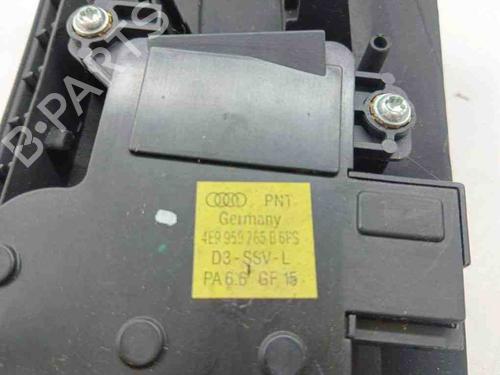 B-PARTS
PNT
Germany
4E9 959 765 B 6PS
D3-SSV-L
PA 6.6 GF 15